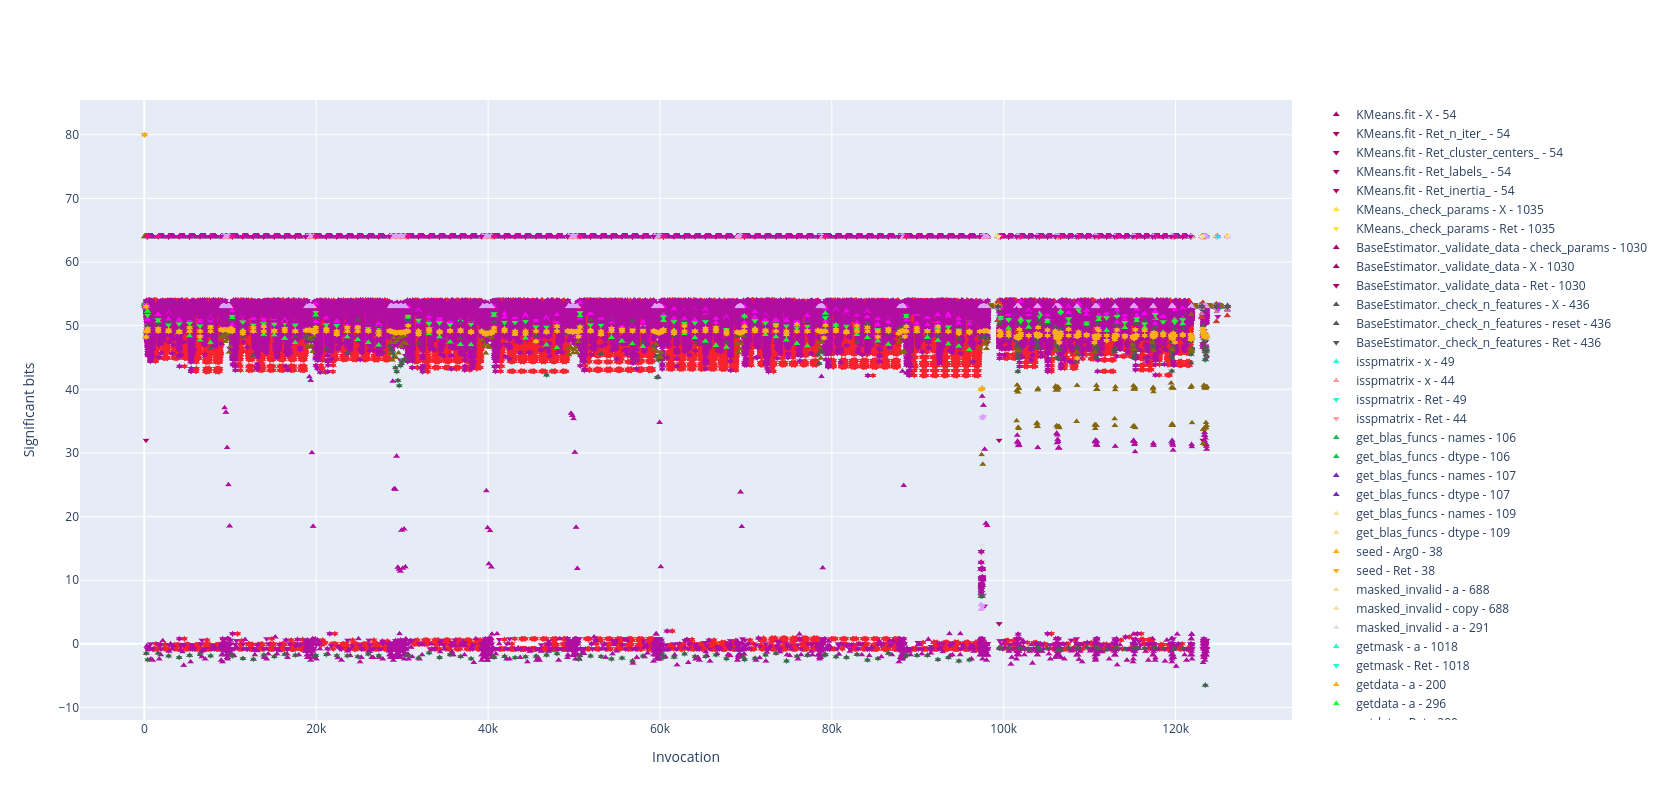 80
70
60
50
40
30
20
10
0
−10
Significant bits
0
20k
40k
60k
80k
100k
120k
Invocation
KMeans.fit - X - 54
KMeans.fit - Ret_n_iter_ - 54
KMeans.fit - Ret_cluster_centers_ - 54
KMeans.fit - Ret_labels_ - 54
KMeans.fit - Ret_inertia_ - 54
KMeans._check_params - X - 1035
KMeans._check_params - Ret - 1035
BaseEstimator._validate_data - check_params - 1030
BaseEstimator._validate_data - X - 1030
BaseEstimator._validate_data - Ret - 1030
BaseEstimator._check_n_features - X - 436
BaseEstimator._check_n_features - reset - 436
BaseEstimator._check_n_features - Ret - 436
isspmatrix - x - 49
isspmatrix - x - 44
isspmatrix - Ret - 49
isspmatrix - Ret - 44
get_blas_funcs - names - 106
get_blas_funcs - dtype - 106
get_blas_funcs - names - 107
get_blas_funcs - dtype - 107
get_blas_funcs - names - 109
get_blas_funcs - dtype - 109
seed - Arg0 - 38
seed - Ret - 38
masked_invalid - a - 688
masked_invalid - copy - 688
masked_invalid - a - 291
getmask - a - 1018
getmask - Ret - 1018
getdata - a - 200
getdata - a - 296